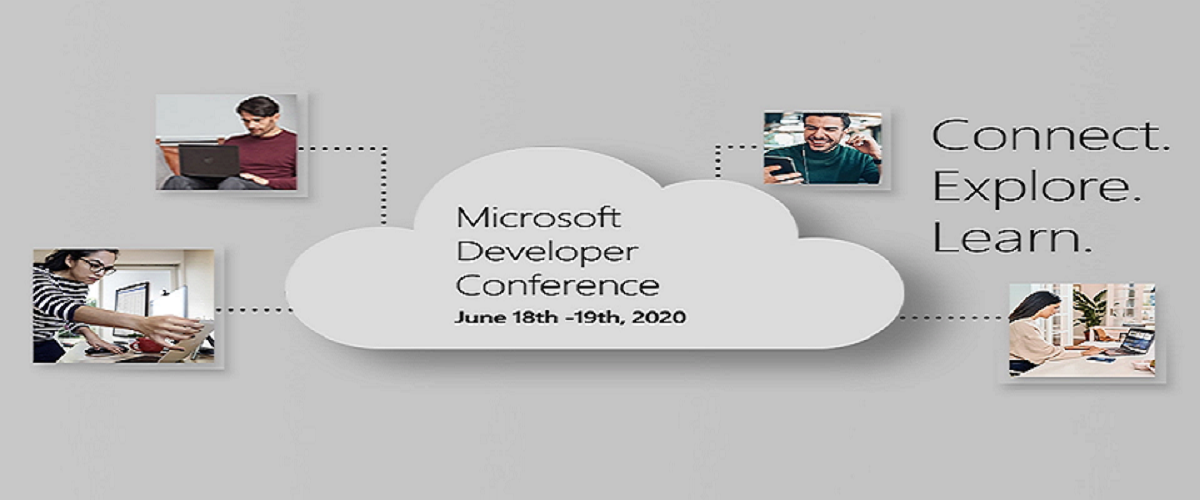 Microsoft
Developer
Conference
June 18th -19th, 2020
Connect.
Explore.
Learn.